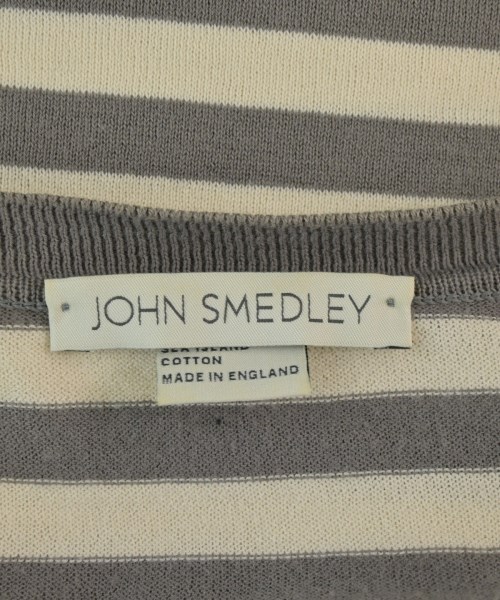 JOHN SMEDLEY
SEA ISLAND
COTTON
MADE IN ENGLAND